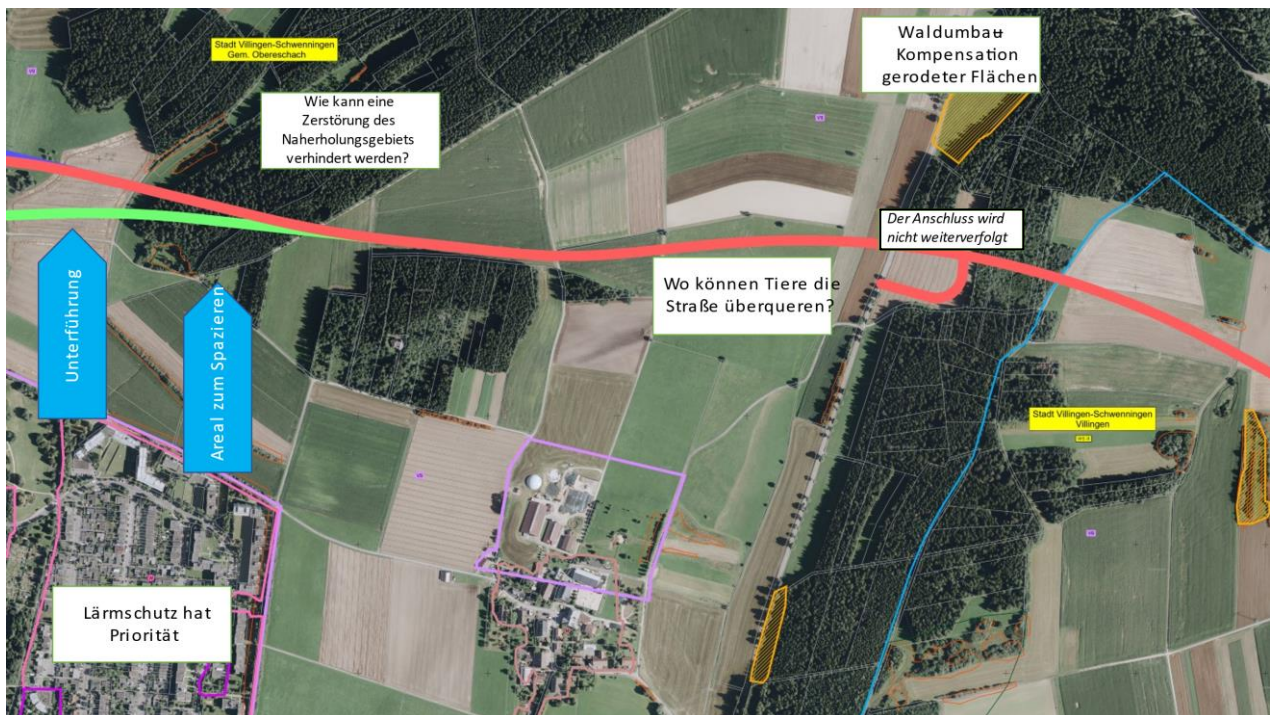 Stadt Villingen-Schwenningen
Gem. Obereschach
Wie kann eine
Zerstörung des
Naherholungsgebiets
verhindert werden?
Waldumbau-
Kompensation
gerodeter Flächen
Der Anschluss wird
nicht weiterverfolgt
Wo können Tiere die
Straße überqueren?
Unterführung
Areal zum Spazieren
Stadt Villingen-Schwenningen
Villingen
Lärmschutz hat
Priorität